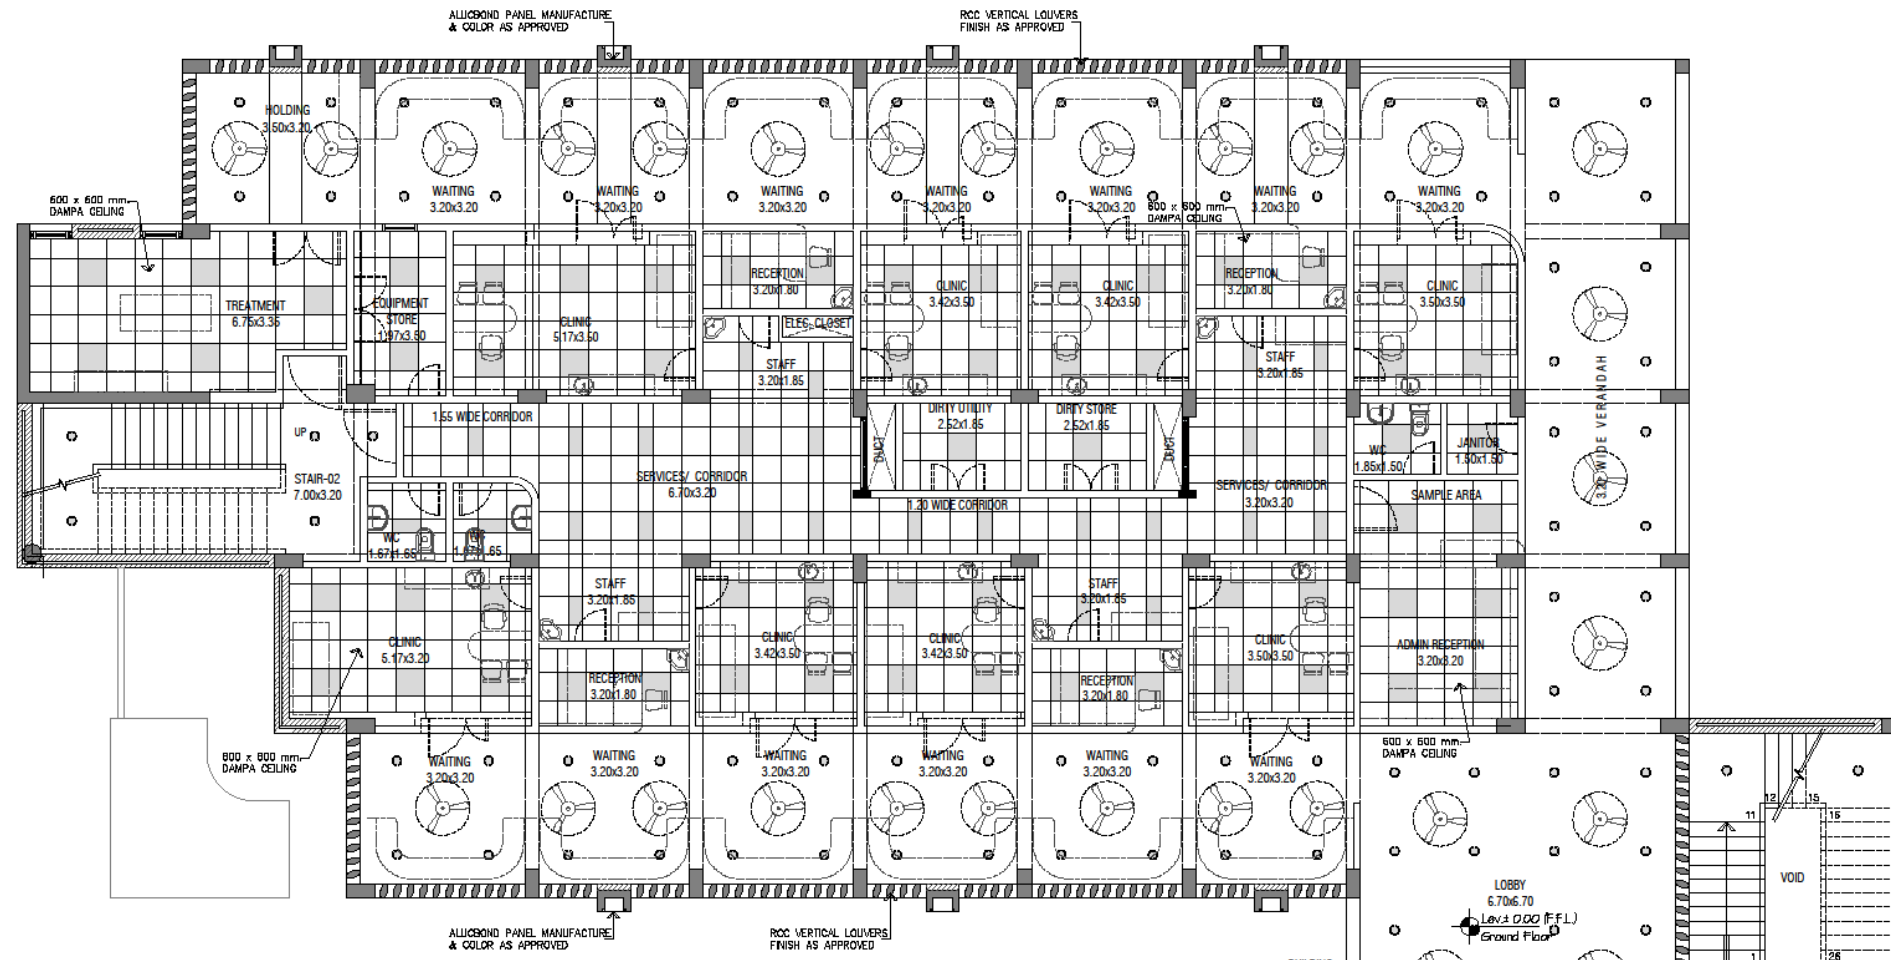 ALUCBOND PANEL MANUFACTURE
& COLOR AS APPROVED
RCC VERTICAL LOUVERS
FINISH AS APPROVED
HOLDING
3.50x3.20
WAITING
3.20x3.20
WAITING
3.20x3.20
WAITING
3.20x3.20
WAITING
3.20x3.20
WAITING
3.20x3.20
WAITING
3.20x3.20
WAITING
3.20x3.20
600 x 600 mm.
DAMPA CEILING
600 x 600 mm.
DAMPA CEILING
TREATMENT
6.75x3.35
EQUIPMENT
STORE
1.97x3.50
CLINIC
5.17x3.50
RECEPTION
3.20x1.80
ELEC. CLOSET
CLINIC
3.42x3.50
CLINIC
3.42x3.50
RECEPTION
3.20x1.80
CLINIC
3.50x3.50
STAFF
3.20x1.85
STAFF
3.20x1.85
3.20 WIDE VERANDAH
1.55 WIDE CORRIDOR
UP
DUCT
DIRTY UTILITY
2.52x1.85
DIRTY STORE
2.52x1.85
DUCT
WC
1.85x1.50
JANITOR
1.50x1.50
STAIR-02
7.00x3.20
SERVICES/ CORRIDOR
6.70x3.20
SERVICES/ CORRIDOR
3.20x3.20
SAMPLE AREA
1.20 WIDE CORRIDOR
WC
1.67x1.65
WC
STAFF
3.20x1.85
STAFF
3.20x1.85
CLINIC
5.17x3.20
CLINIC
3.42x3.50
CLINIC
3.42x3.50
CLINIC
3.50x3.50
ADMIN RECEPTION
3.20x3.20
RECEPTION
3.20x1.80
RECEPTION
3.20x1.80
600 x 600 mm.
DAMPA CEILING
600 x 600 mm.
DAMPA CEILING
WAITING
3.20x3.20
WAITING
3.20x3.20
WAITING
3.20x3.20
WAITING
3.20x3.20
WAITING
3.20x3.20
WAITING
3.20x3.20
12
15
11
16
VOID
LOBBY
6.70x6.70
Lev.± 0.00 (F.F.L)
Ground Floor
1
26
ALUCBOND PANEL MANUFACTURE
& COLOR AS APPROVED
RCC VERTICAL LOUVERS
FINISH AS APPROVED